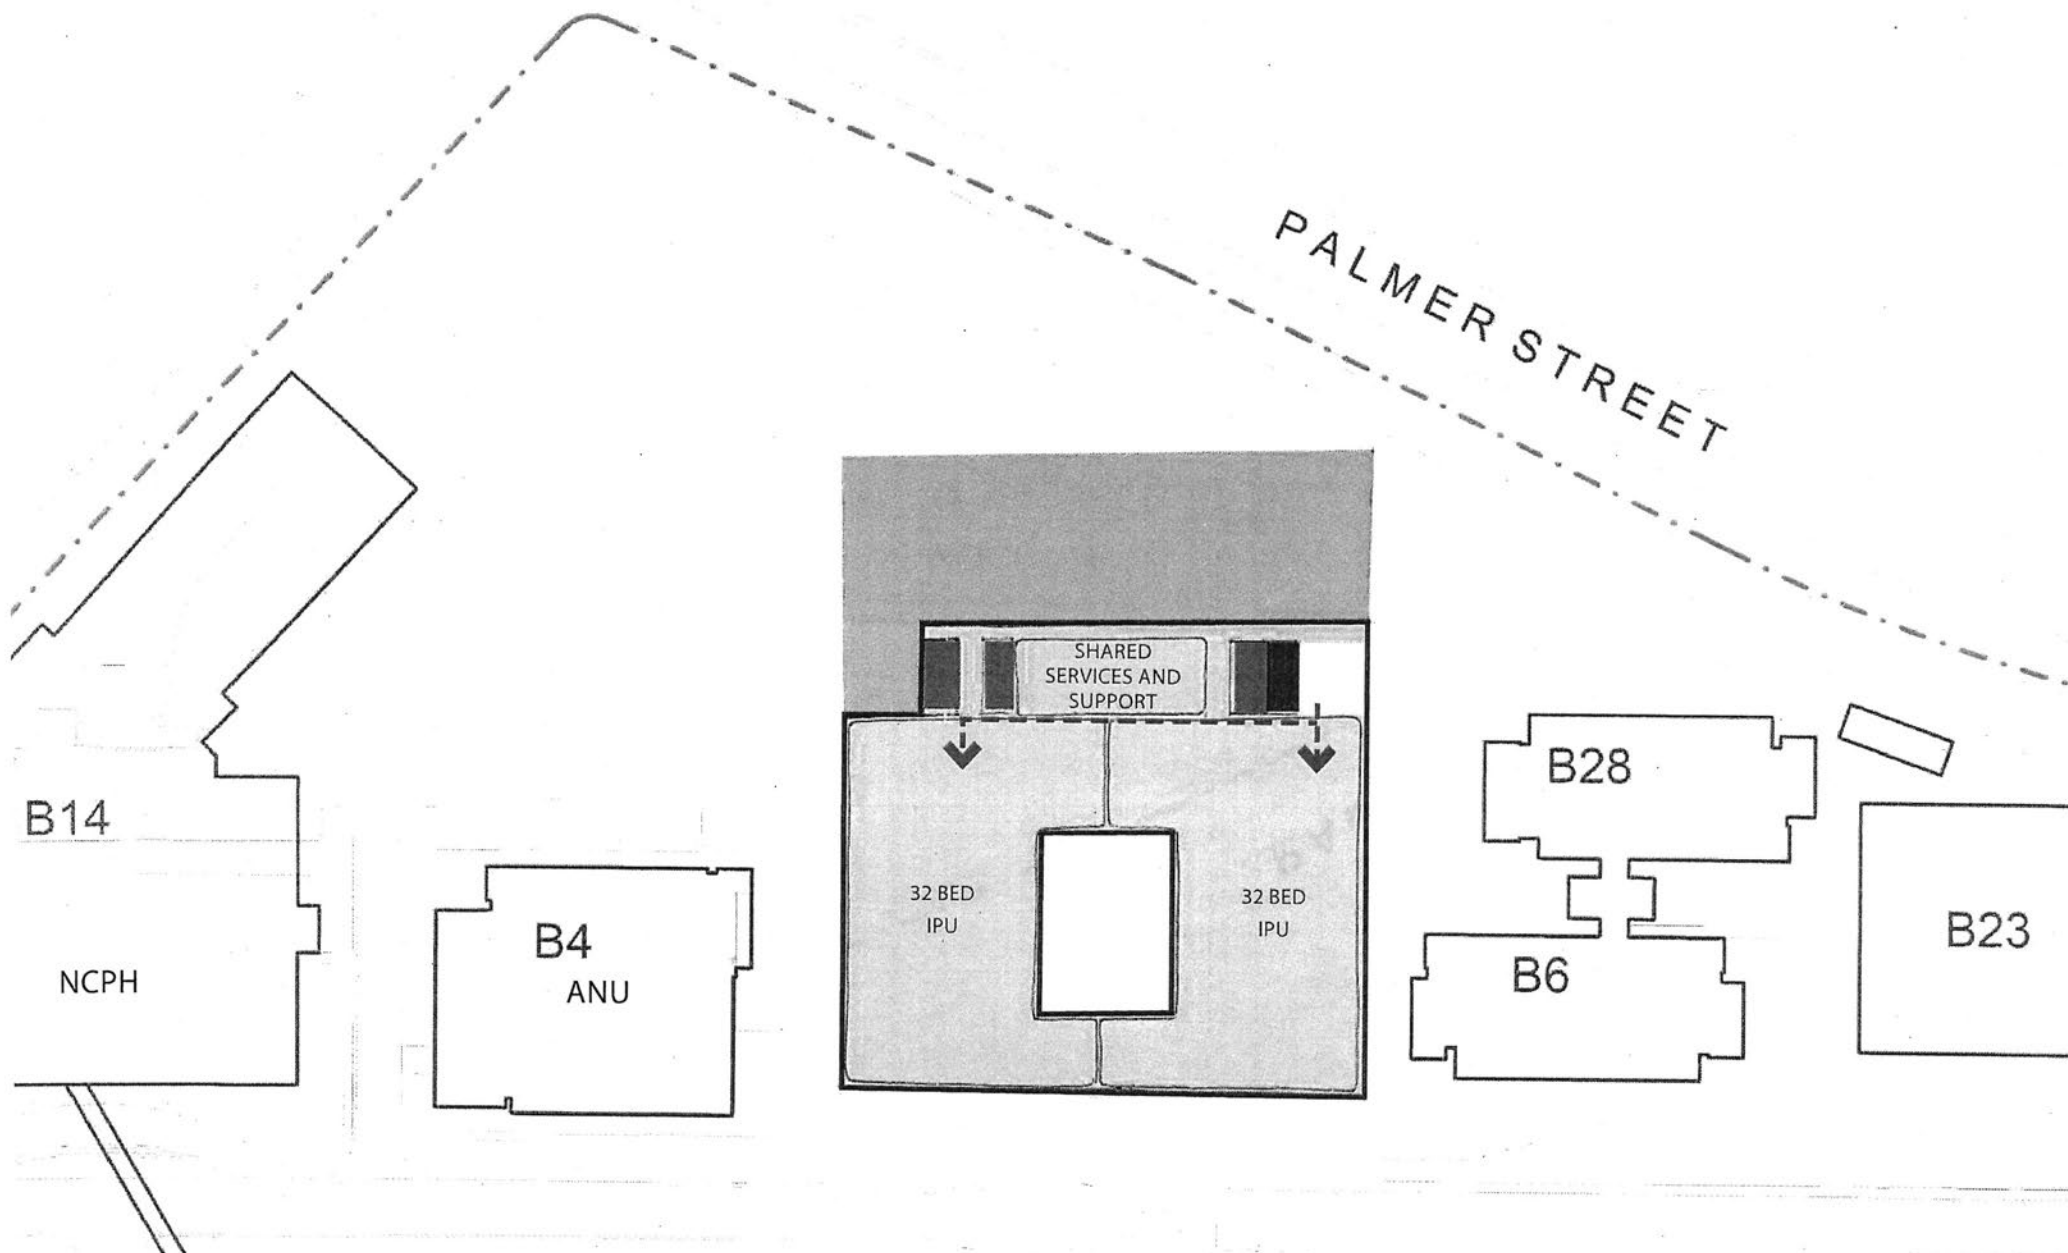 PALMER STREET
SHARED
SERVICES AND
SUPPORT
B28
B14
32 BED
IPU
32 BED
IPU
B4
B23
NCPH
ANU
B6